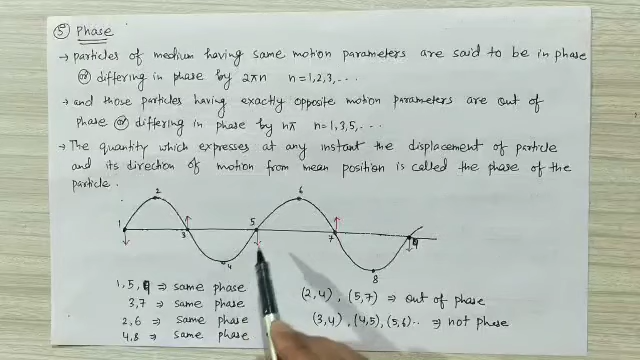 ⑤ Phase
→ particles of medium having same motion parameters are said to be in phase
or differing in phase by 2πn n=1,2,3,...
→ and those particles having exactly opposite motion parameters are out of
phase or differing in phase by nπ n=1,3,5,...
→ The quantity which expresses at any instant the displacement of particle
and its direction of motion from mean position is called the phase of the
particle.
2 6
1 3 5 7 9
4 8
1,5,9 ⇒ same phase
3,7 ⇒ same phase
2,6 ⇒ same phase
4,8 ⇒ same phase
(2,4), (5,7) ⇒ out of phase
(3,4), (4,5), (5,6).. ⇒ not phase